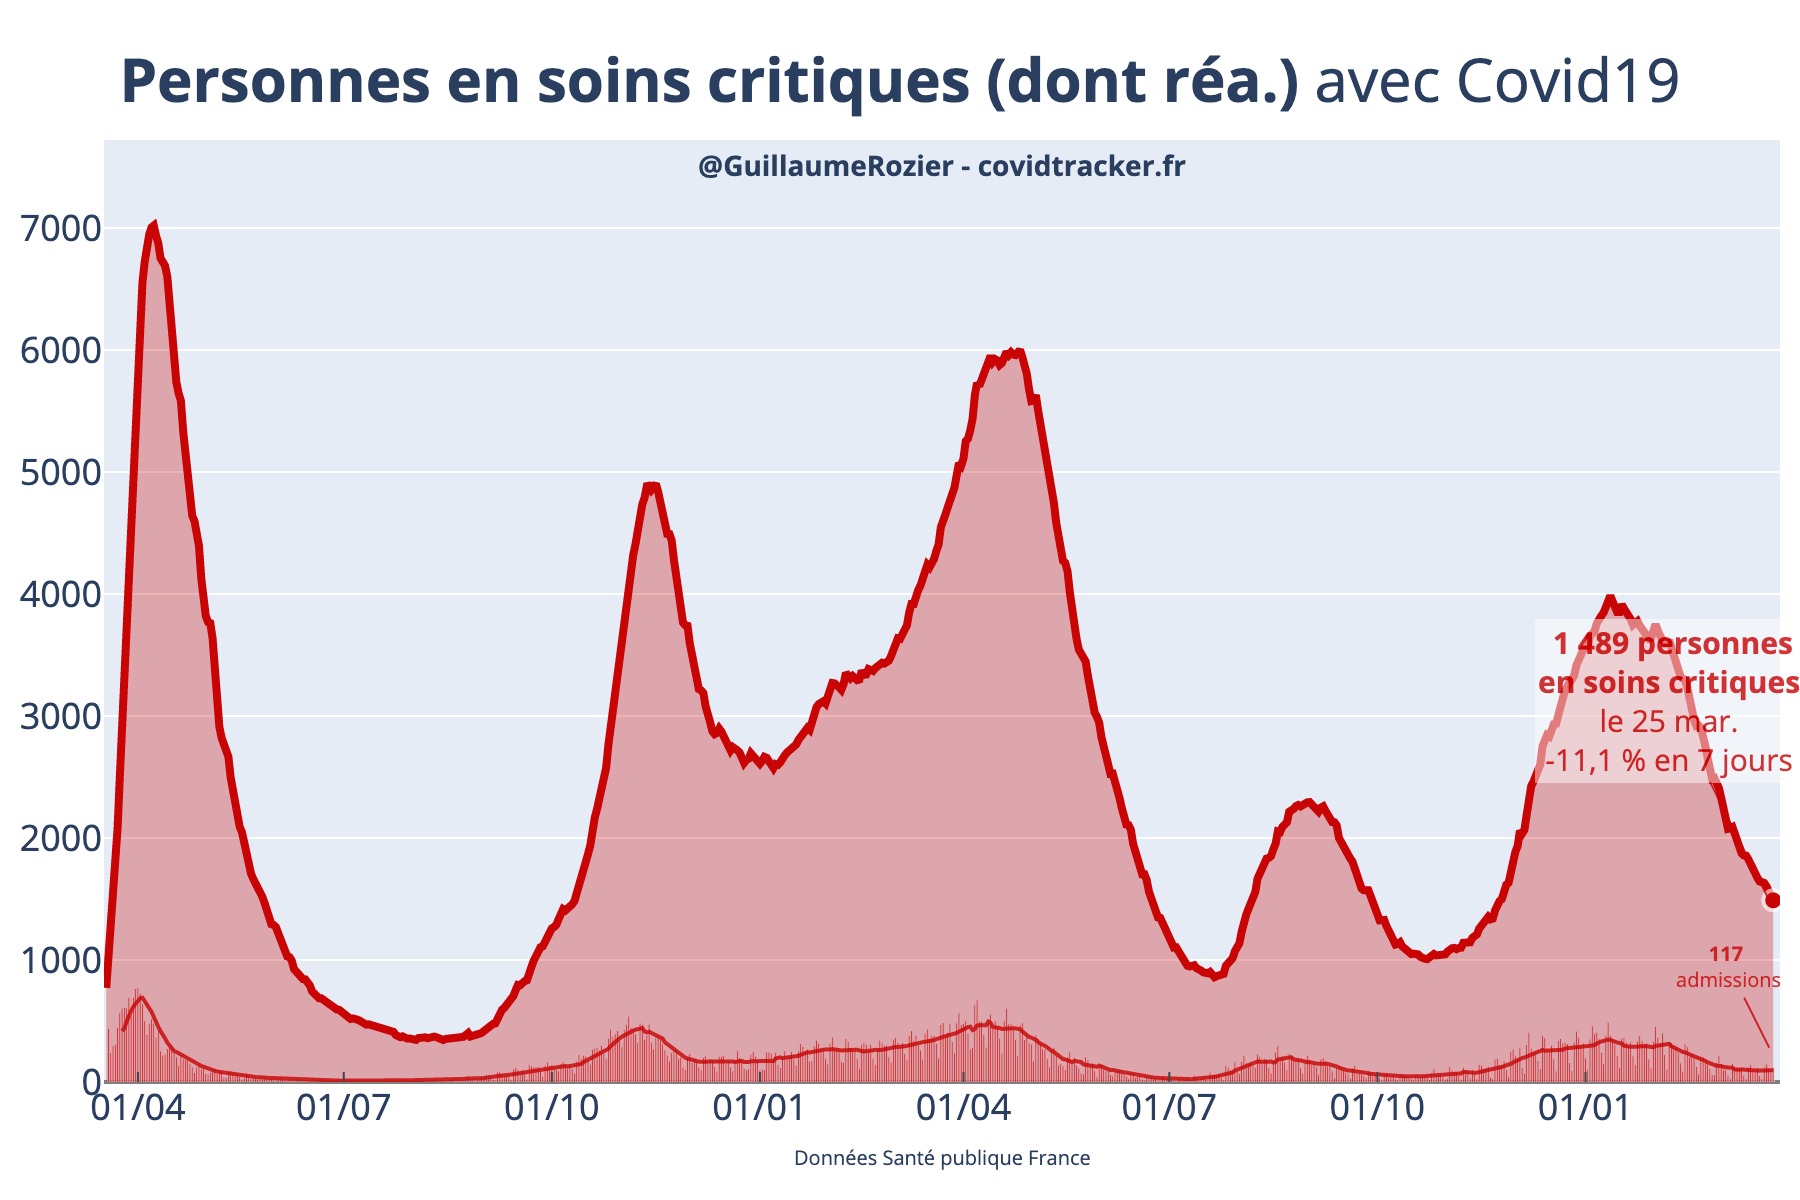 Personnes en soins critiques (dont réa.) avec Covid19
@GuillaumeRozier - covidtracker.fr
7000
6000
5000
4000
3000
2000
1000
0
1 489 personnes
en soins critiques
le 25 mar.
-11,1 % en 7 jours
117
admissions
01/04 01/07 01/10 01/01 01/04 01/07 01/10 01/01
Données Santé publique France